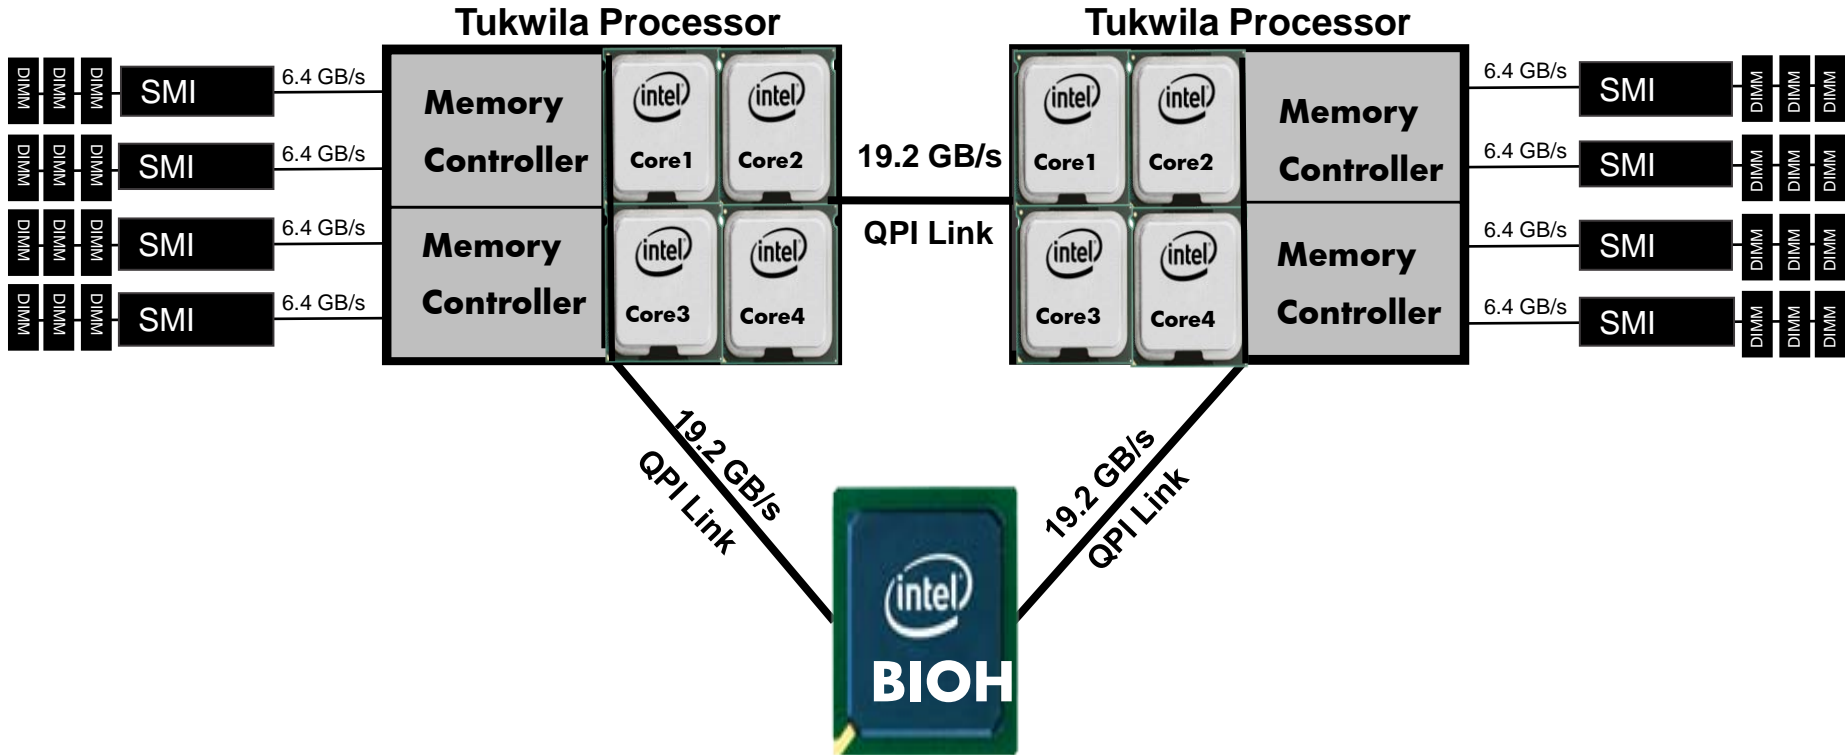 Tukwila Processor
Tukwila Processor
DIMM DIMM DIMM SMI 6.4 GB/s
DIMM DIMM DIMM SMI 6.4 GB/s
DIMM DIMM DIMM SMI 6.4 GB/s
DIMM DIMM DIMM SMI 6.4 GB/s
Memory
Controller
Memory
Controller
intel
Core1
intel
Core2
intel
Core3
intel
Core4
19.2 GB/s
QPI Link
intel
Core1
intel
Core2
intel
Core3
intel
Core4
Memory
Controller
Memory
Controller
6.4 GB/s SMI DIMM DIMM DIMM
6.4 GB/s SMI DIMM DIMM DIMM
6.4 GB/s SMI DIMM DIMM DIMM
6.4 GB/s SMI DIMM DIMM DIMM
19.2 GB/s
QPI Link
19.2 GB/s
QPI Link
intel
BIOH